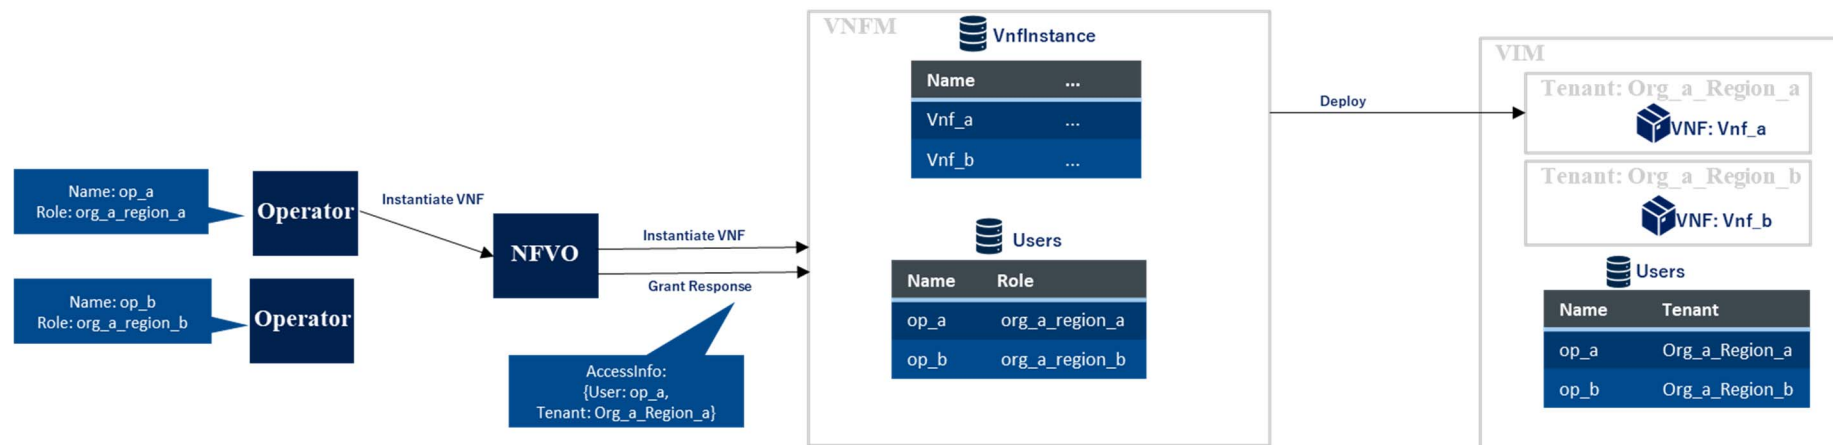 Name: op_a
Role: org_a_region_a
Operator
Instantiate VNF
Name: op_b
Role: org_a_region_b
Operator
NFVO
Instantiate VNF
Grant Response
AccessInfo:
{User: op_a,
Tenant: Org_a_Region_a}
VNFM
VnfInstance
Name ...
Vnf_a ...
Vnf_b ...
Users
Name Role
op_a org_a_region_a
op_b org_a_region_b
Deploy
VIM
Tenant: Org_a_Region_a
VNF: Vnf_a
Tenant: Org_a_Region_b
VNF: Vnf_b
Users
Name Tenant
op_a Org_a_Region_a
op_b Org_a_Region_b